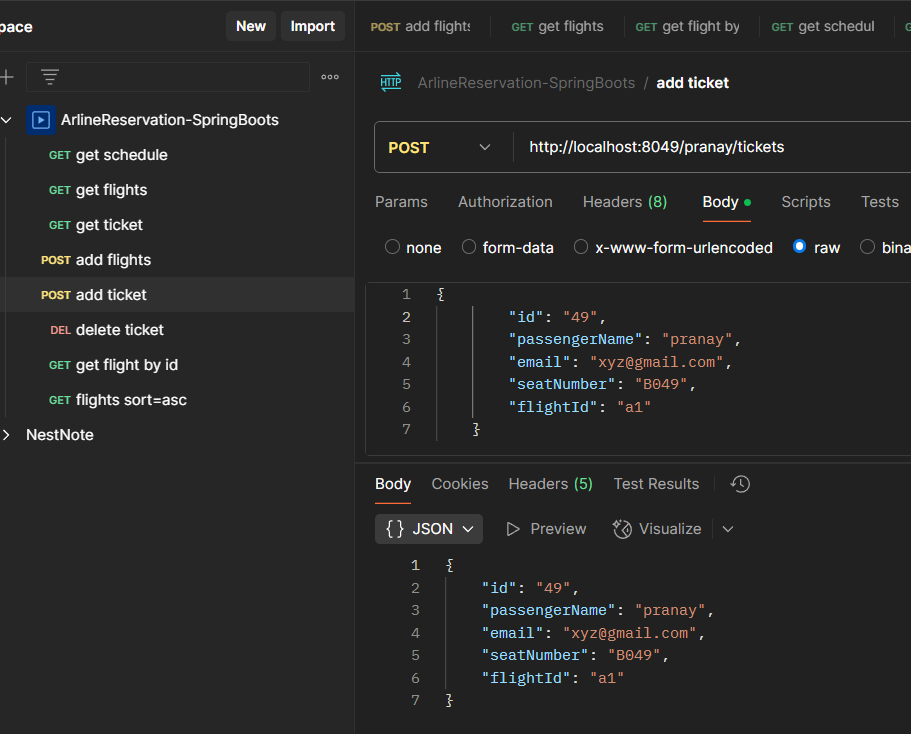 pace
New
Import
ArlineReservation-SpringBoots
GET get schedule
GET get flights
GET get ticket
POST add flights
POST add ticket
DEL delete ticket
GET get flight by id
GET flights sort=asc
NestNote
POST add flights
GET get flights
GET get flight by
GET get schedul
HTTP ArlineReservation-SpringBoots / add ticket
POST
http://localhost:8049/pranay/tickets
Params Authorization Headers (8) Body Scripts Tests
none form-data x-www-form-urlencoded raw bina
1 {
2 "id": "49",
3 "passengerName": "pranay",
4 "email": "xyz@gmail.com",
5 "seatNumber": "B049",
6 "flightId": "a1"
7 }
Body Cookies Headers (5) Test Results
{} JSON Preview Visualize
1 {
2 "id": "49",
3 "passengerName": "pranay",
4 "email": "xyz@gmail.com",
5 "seatNumber": "B049",
6 "flightId": "a1"
7 }